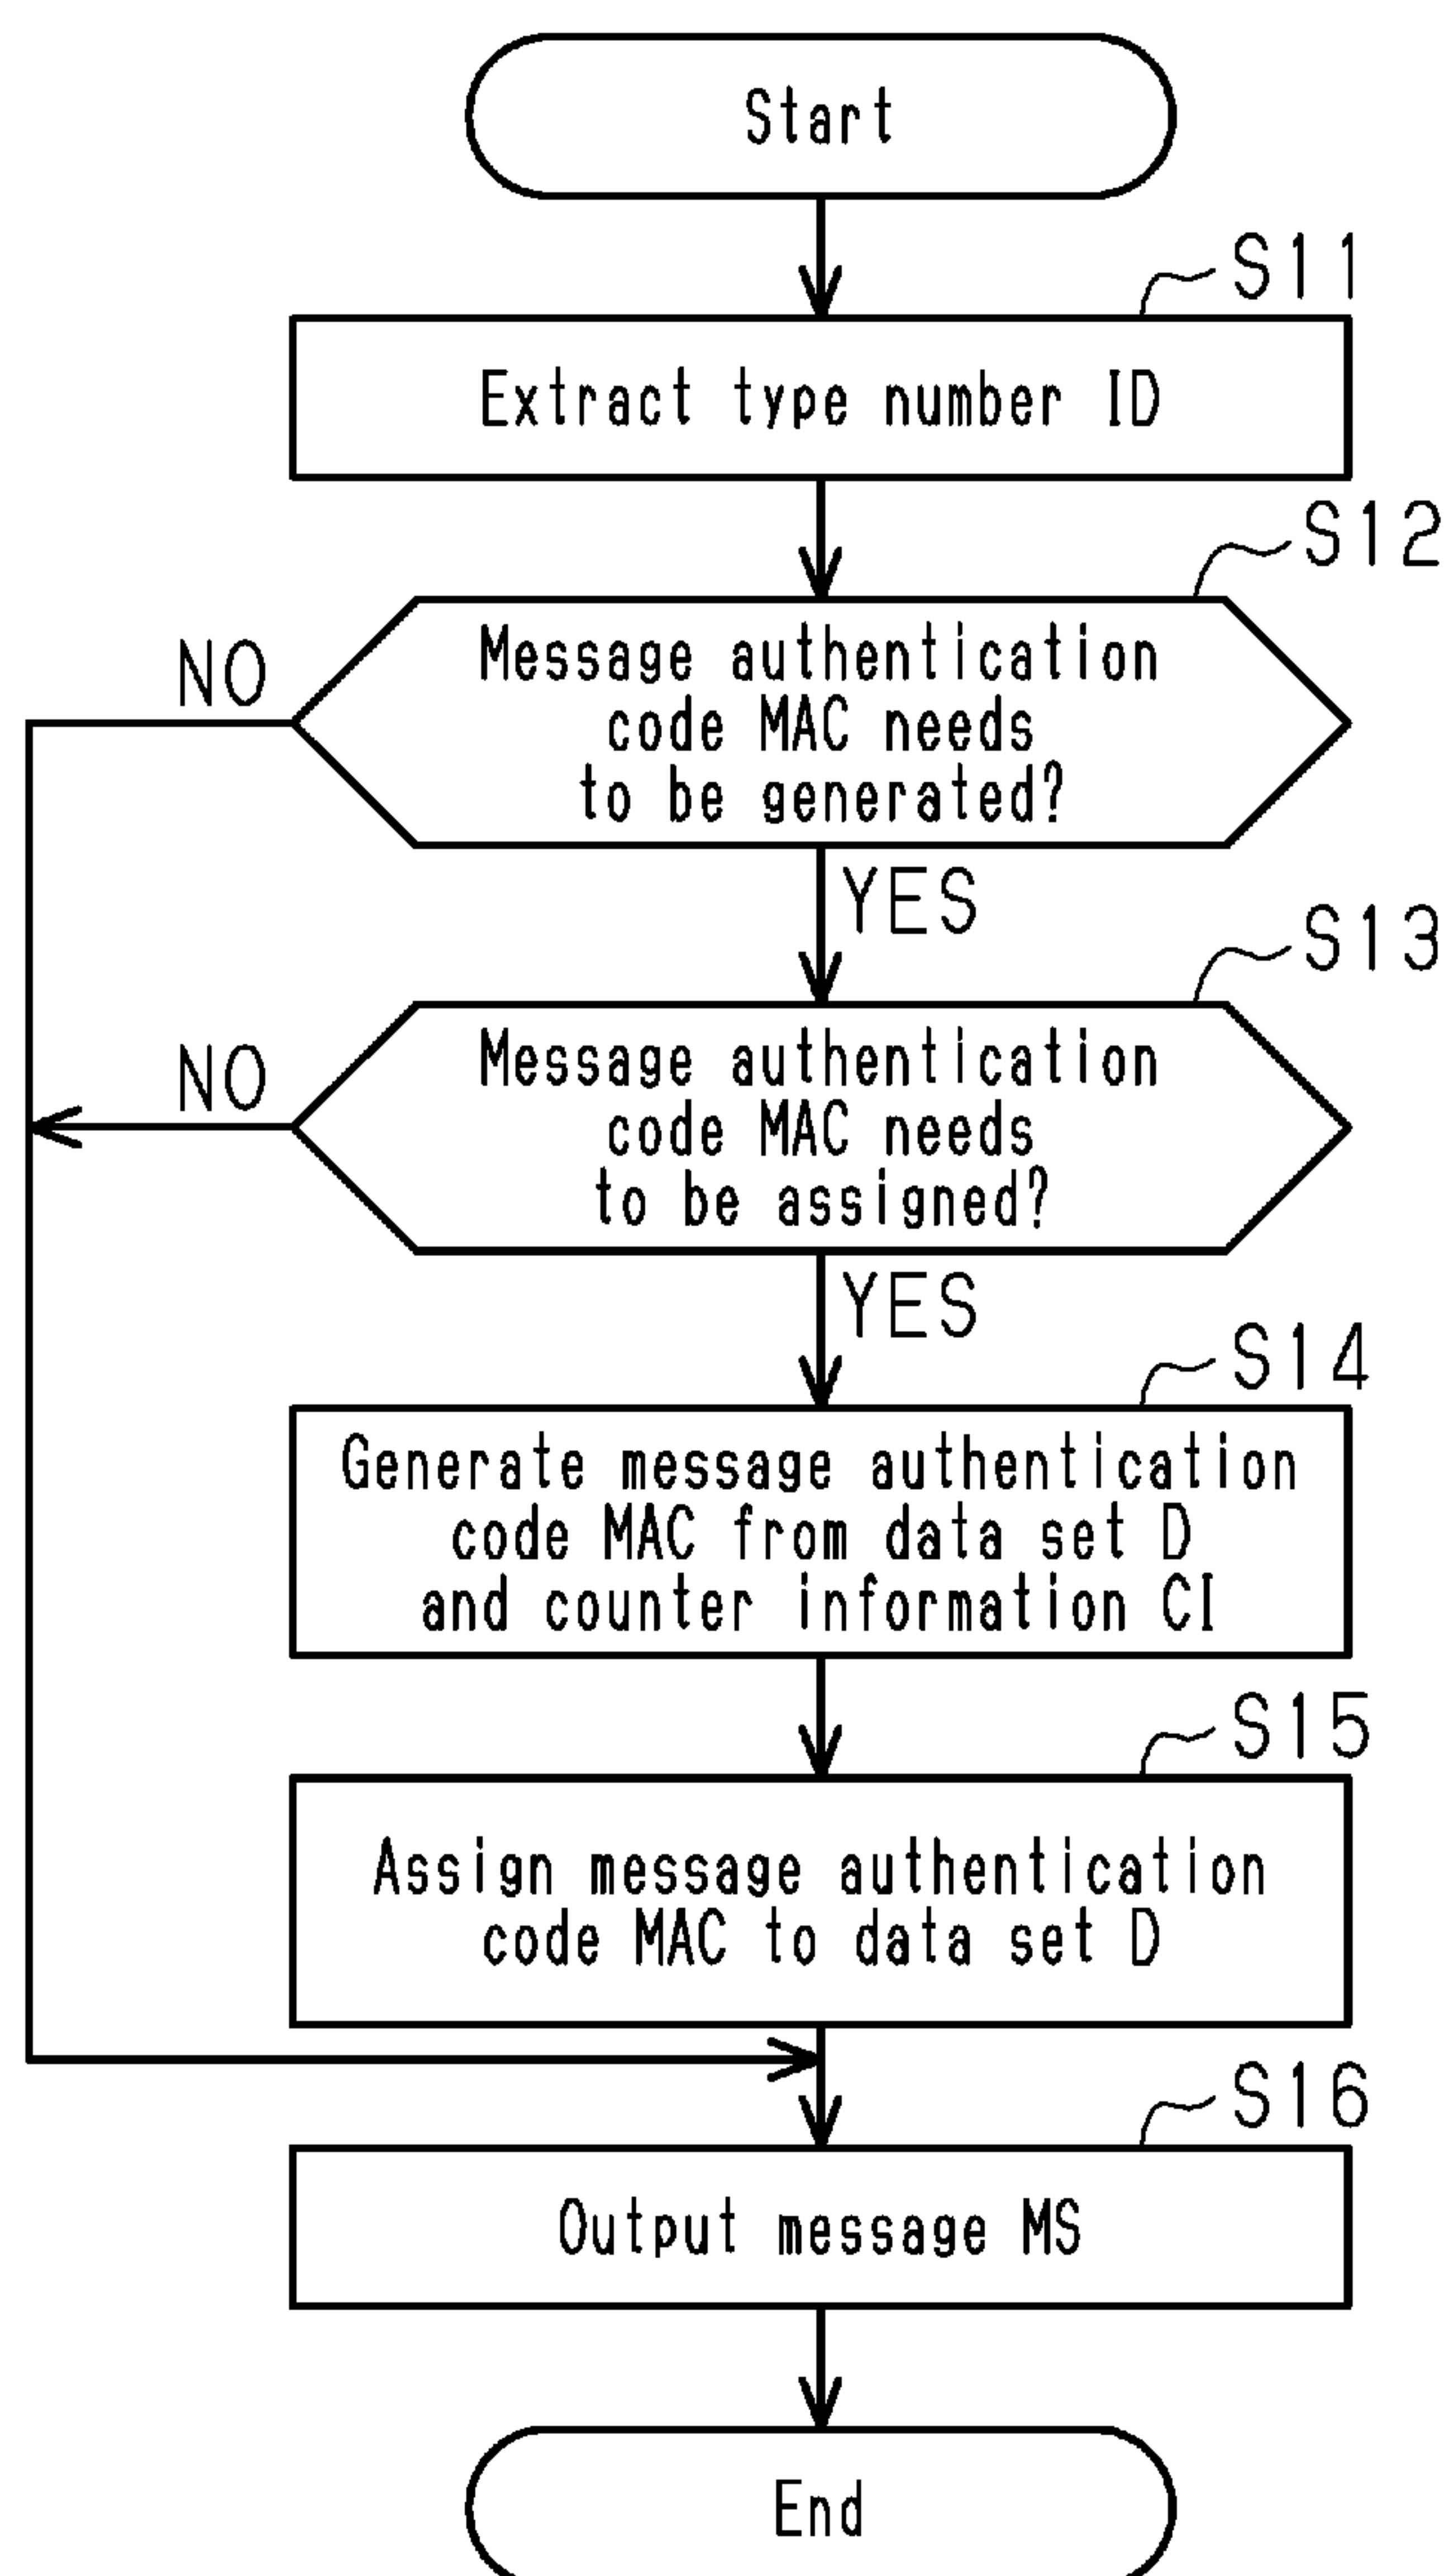 Start
S11
Extract type number ID
S12
Message authentication
code MAC needs
to be generated?
NO
YES
S13
Message authentication
code MAC needs
to be assigned?
NO
YES
S14
Generate message authentication
code MAC from data set D
and counter information CI
S15
Assign message authentication
code MAC to data set D
S16
Output message MS
End